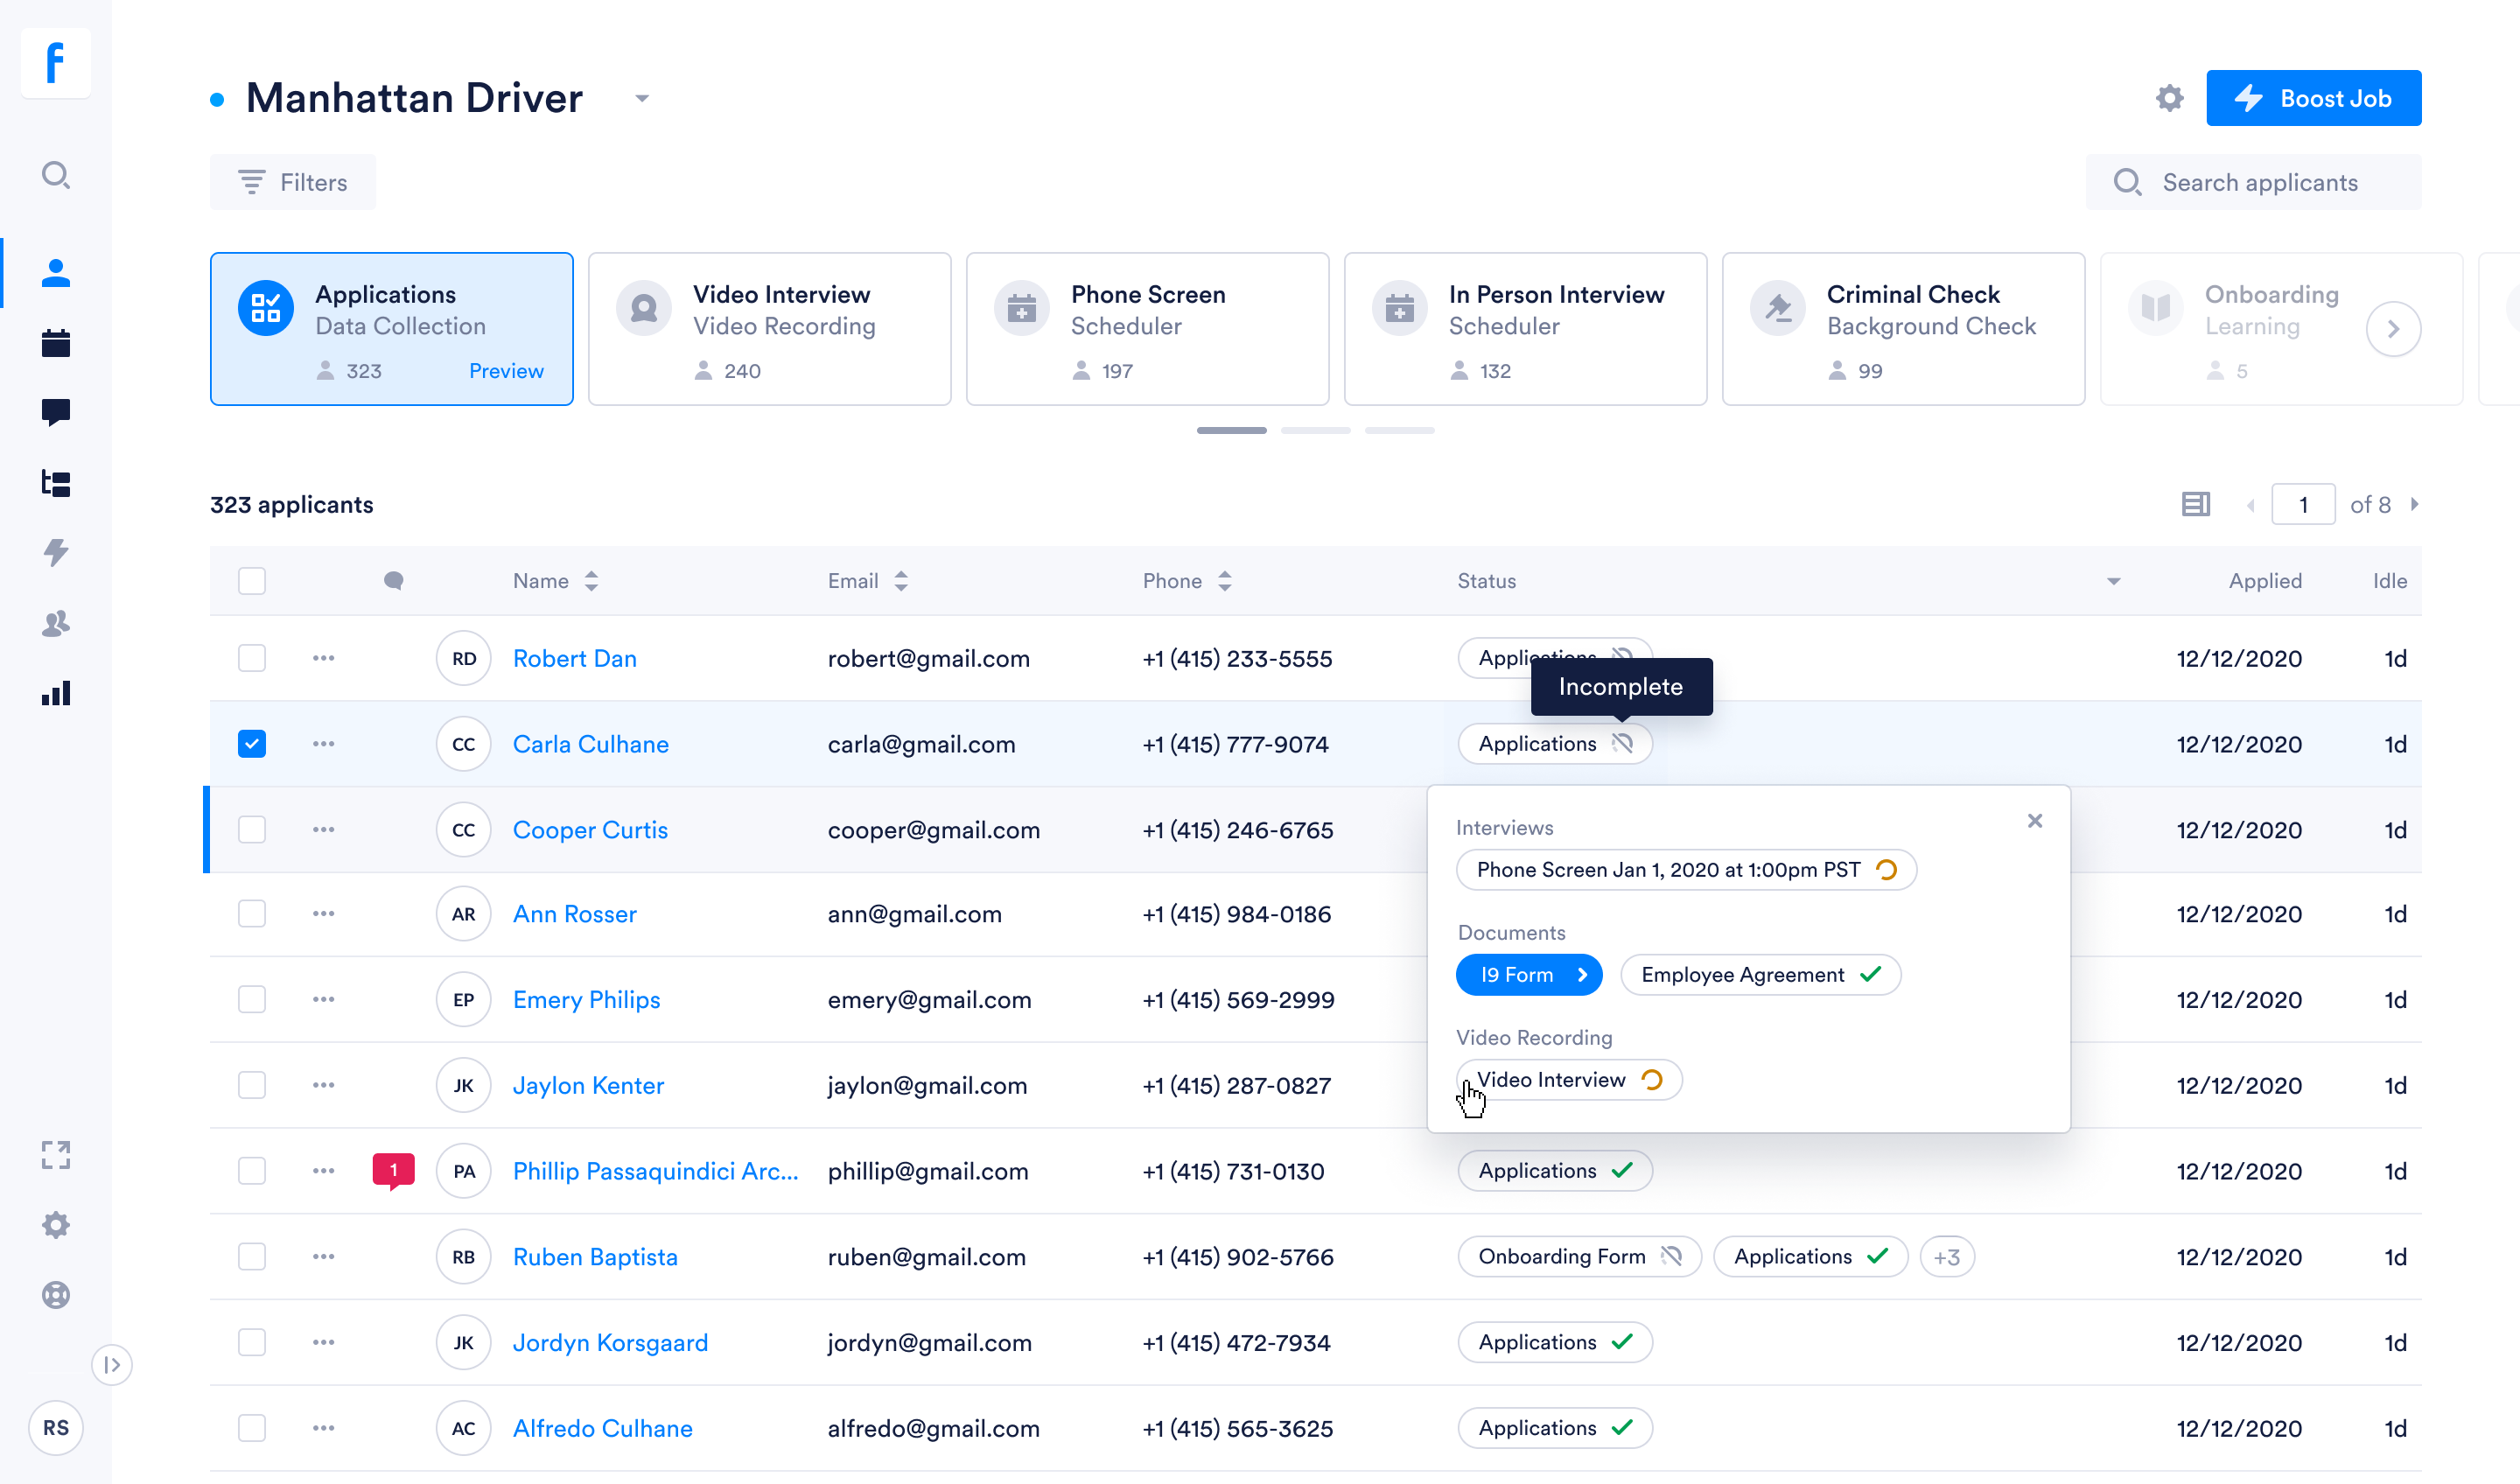 f
Manhattan Driver
Boost Job
Filters
Search applicants
Applications
Data Collection
323
Preview
Video Interview
Video Recording
240
Phone Screen
Scheduler
197
In Person Interview
Scheduler
132
Criminal Check
Background Check
99
Onboarding
Learning
5
323 applicants
1 of 8
Name Email Phone Status Applied Idle
RD Robert Dan robert@gmail.com +1 (415) 233-5555 Applications 12/12/2020 1d
Incomplete
CC Carla Culhane carla@gmail.com +1 (415) 777-9074 Applications 12/12/2020 1d
CC Cooper Curtis cooper@gmail.com +1 (415) 246-6765 12/12/2020 1d
Interviews
Phone Screen Jan 1, 2020 at 1:00pm PST
AR Ann Rosser ann@gmail.com +1 (415) 984-0186 12/12/2020 1d
Documents
I9 Form Employee Agreement
EP Emery Philips emery@gmail.com +1 (415) 569-2999 12/12/2020 1d
Video Recording
Video Interview
JK Jaylon Kenter jaylon@gmail.com +1 (415) 287-0827 12/12/2020 1d
1 PA Phillip Passaquindici Arc... phillip@gmail.com +1 (415) 731-0130 Applications 12/12/2020 1d
RB Ruben Baptista ruben@gmail.com +1 (415) 902-5766 Onboarding Form Applications +3 12/12/2020 1d
JK Jordyn Korsgaard jordyn@gmail.com +1 (415) 472-7934 Applications 12/12/2020 1d
AC Alfredo Culhane alfredo@gmail.com +1 (415) 565-3625 Applications 12/12/2020 1d
RS